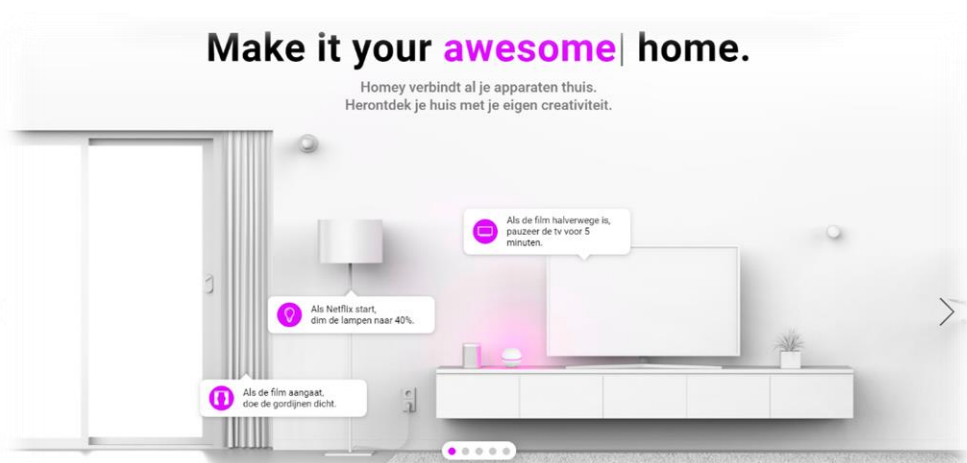 Make it your awesome| home.
Homey verbindt al je apparaten thuis.
Herontdek je huis met je eigen creativiteit.
Als de film halverwege is,
pauzeer de tv voor 5
minuten.
Als Netflix start,
dim de lampen naar 40%.
Als de film aangaat,
doe de gordijnen dicht.